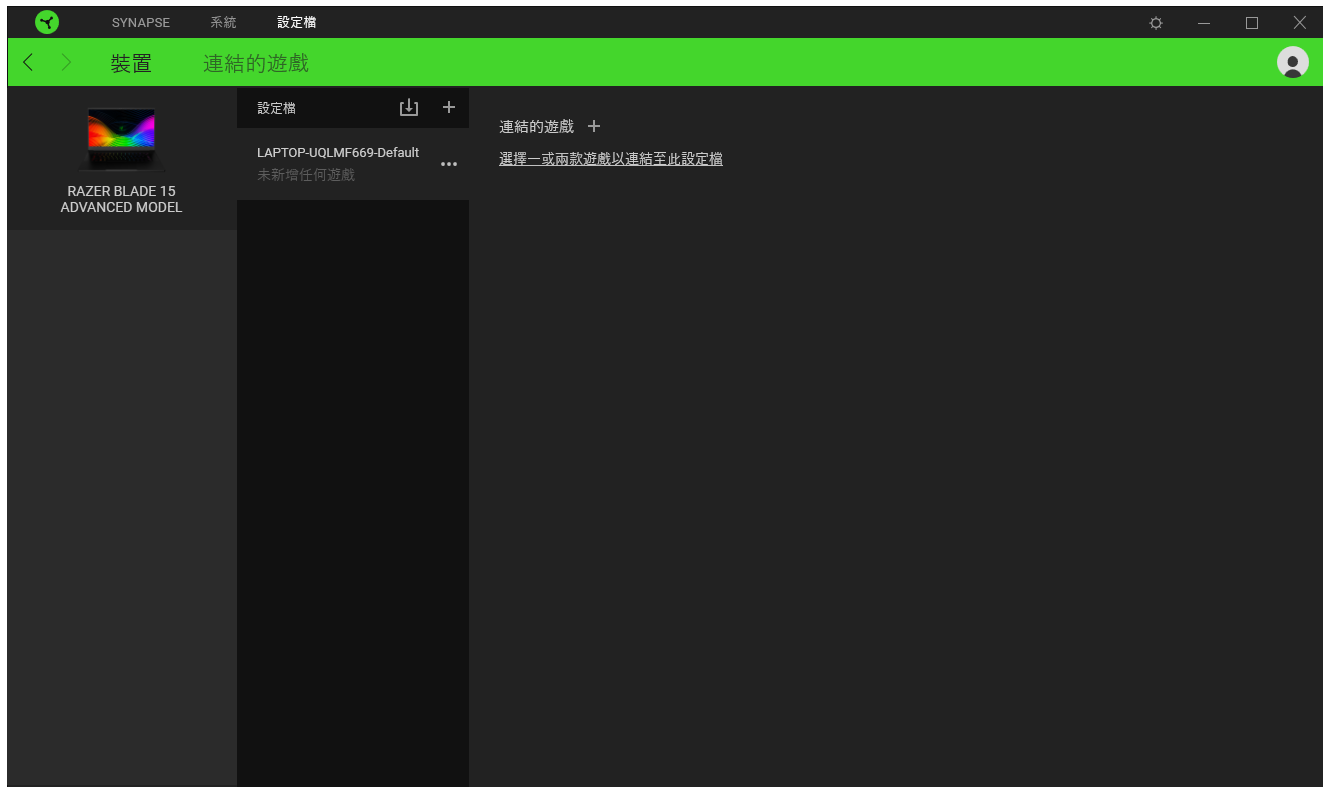 SYNAPSE 系統 設定檔
裝置 連結的遊戲
RAZER BLADE 15
ADVANCED MODEL
設定檔
LAPTOP-UQLMF669-Default
未新增任何遊戲
連結的遊戲
選擇一或兩款遊戲以連結至此設定檔